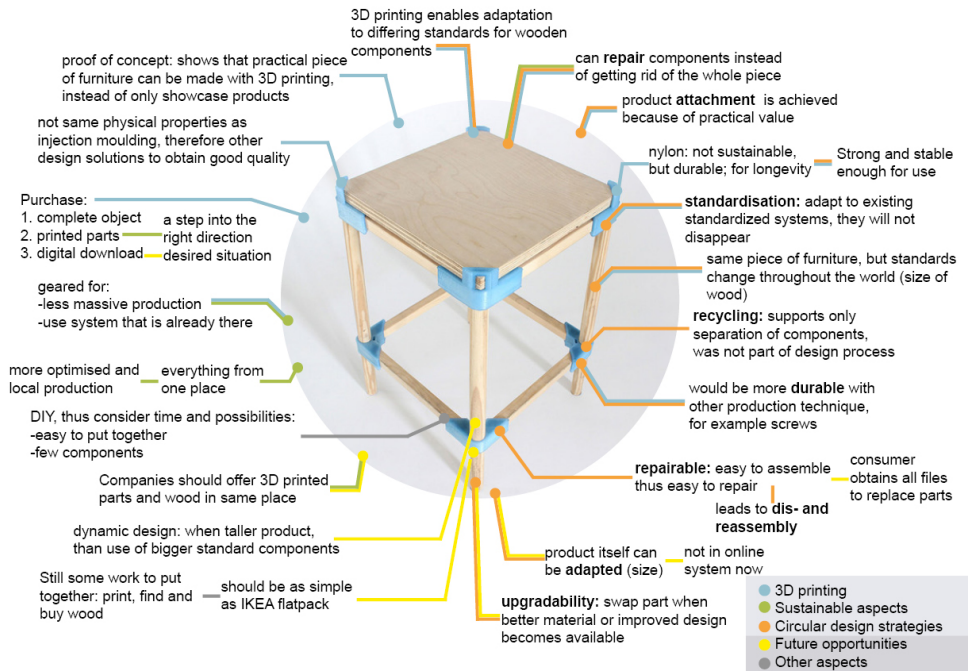 3D printing enables adaptation
to differing standards for wooden
components
proof of concept: shows that practical piece
of furniture can be made with 3D printing,
instead of only showcase products
can repair components instead
of getting rid of the whole piece
product attachment is achieved
because of practical value
not same physical properties as
injection moulding, therefore other
design solutions to obtain good quality
nylon: not sustainable,
but durable; for longevity
Strong and stable
enough for use
Purchase:
1. complete object
2. printed parts
3. digital download
a step into the
right direction
desired situation
standardisation: adapt to existing
standardized systems, they will not
disappear
same piece of furniture, but standards
change throughout the world (size of
wood)
geared for:
-less massive production
-use system that is already there
recycling: supports only
separation of components,
was not part of design process
more optimised and
local production
everything from
one place
would be more durable with
other production technique,
for example screws
DIY, thus consider time and possibilities:
-easy to put together
-few components
Companies should offer 3D printed
parts and wood in same place
repairable: easy to assemble
thus easy to repair
consumer
obtains all files
to replace parts
leads to dis- and
reassembly
dynamic design: when taller product,
than use of bigger standard components
product itself can
be adapted (size)
not in online
system now
Still some work to put
together: print, find and
buy wood
should be as simple
as IKEA flatpack
upgradability: swap part when
better material or improved design
becomes available
3D printing
Sustainable aspects
Circular design strategies
Future opportunities
Other aspects